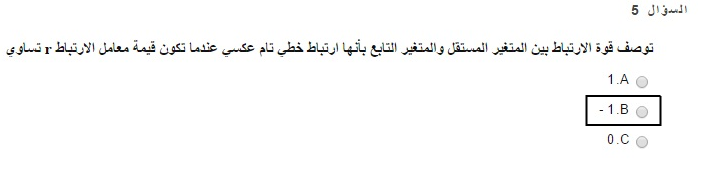 السؤال 5
توصف قوة الارتباط بين المتغير المستقل والمتغير التابع بأنها ارتباط خطي تام عكسي عندما تكون قيمة معامل الارتباط r تساوي
1.A
- 1.B
0.C